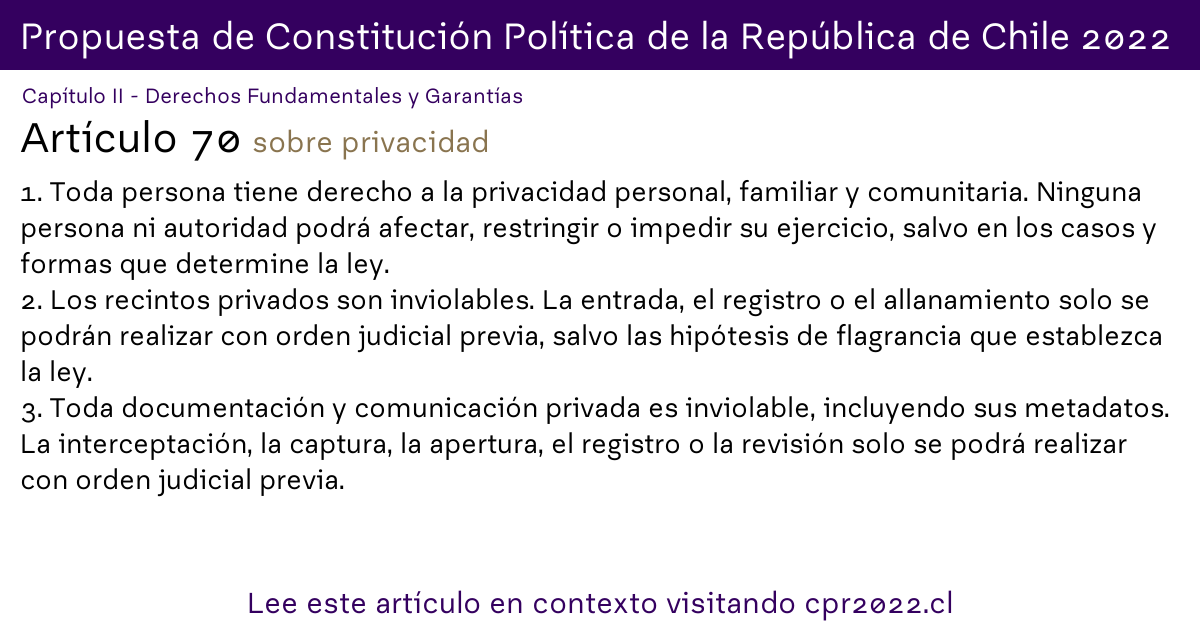 Propuesta de Constitución Política de la República de Chile 2022
Capítulo II - Derechos Fundamentales y Garantías
Artículo 70 sobre privacidad
1. Toda persona tiene derecho a la privacidad personal, familiar y comunitaria. Ninguna
persona ni autoridad podrá afectar, restringir o impedir su ejercicio, salvo en los casos y
formas que determine la ley.
2. Los recintos privados son inviolables. La entrada, el registro o el allanamiento solo se
podrán realizar con orden judicial previa, salvo las hipótesis de flagrancia que establezca
la ley.
3. Toda documentación y comunicación privada es inviolable, incluyendo sus metadatos.
La interceptación, la captura, la apertura, el registro o la revisión solo se podrá realizar
con orden judicial previa.
Lee este artículo en contexto visitando cpr2022.cl